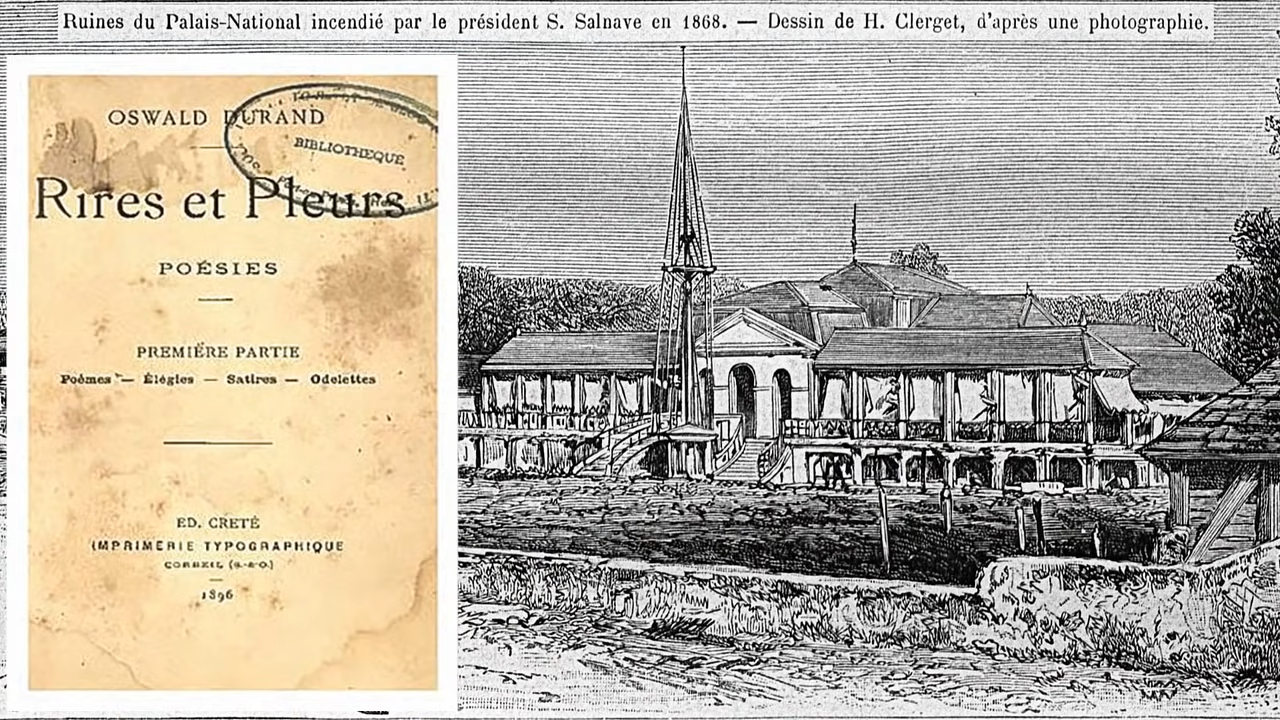 Ruines du Palais-National incendié par le président S. Salnave en 1868. — Dessin de H. Clerget, d'après une photographie.
OSWALD DURAND
BIBLIOTHEQUE
Rires et Pleurs
POÉSIES
PREMIÈRE PARTIE
Poèmes — Élégies — Satires — Odelettes
ED. CRETÉ
IMPRIMERIE TYPOGRAPHIQUE
CORBEIL (S.-&-O.)
1896